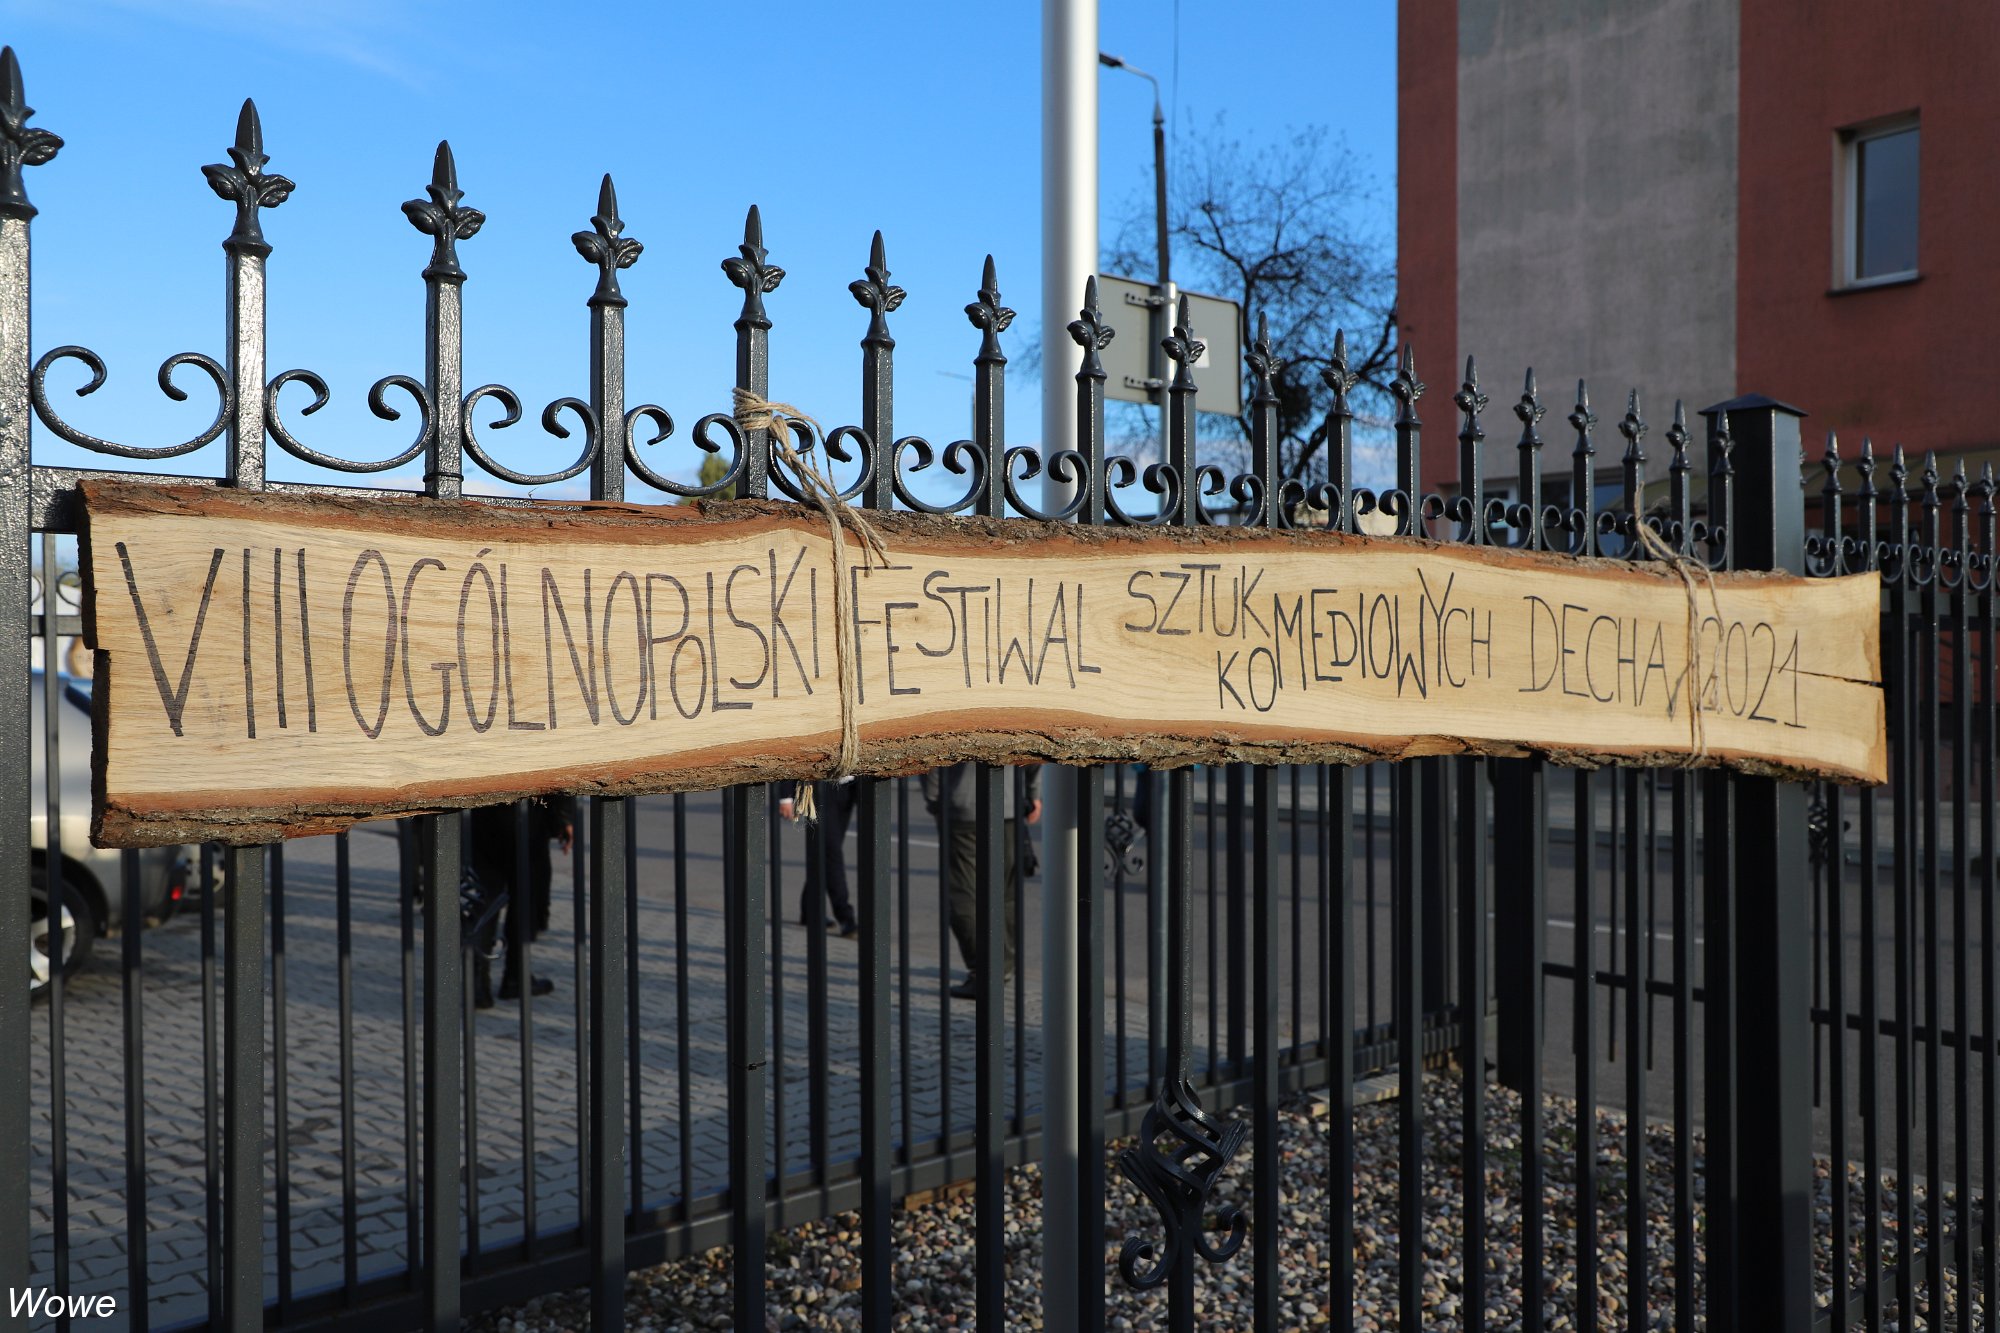 VIII OGÓLNOPOLSKI FESTIWAL SZTUK
KOMEDIOWYCH DECHA 2021
Wowe